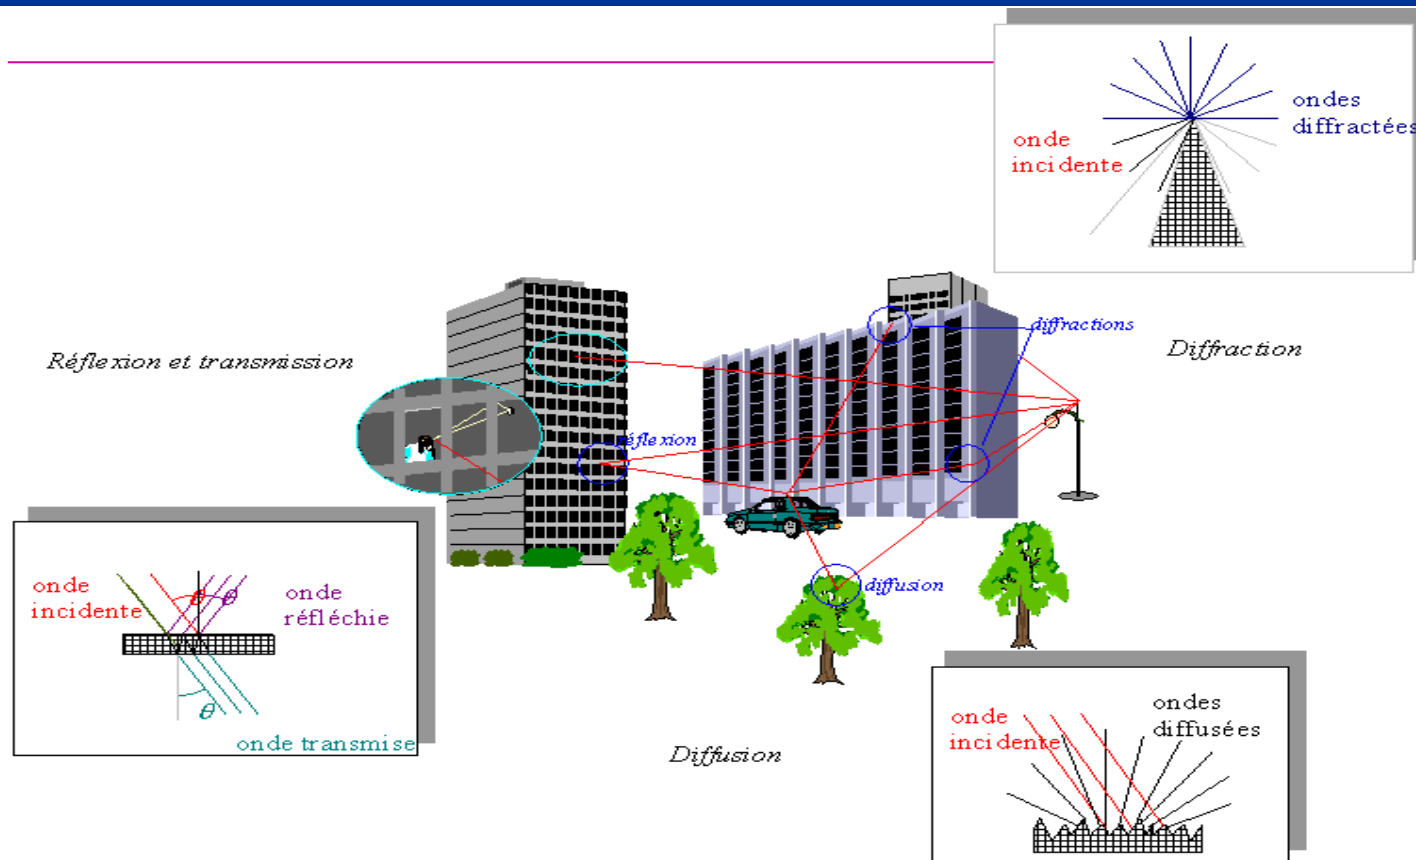 ondes
diffractées
onde
incidente
diffractions
Réflexion et transmission
Diffraction
réflexion
diffusion
onde
incidente
θ
θ
onde
réfléchie
θ
onde transmise
Diffusion
onde
incidente
ondes
diffusées